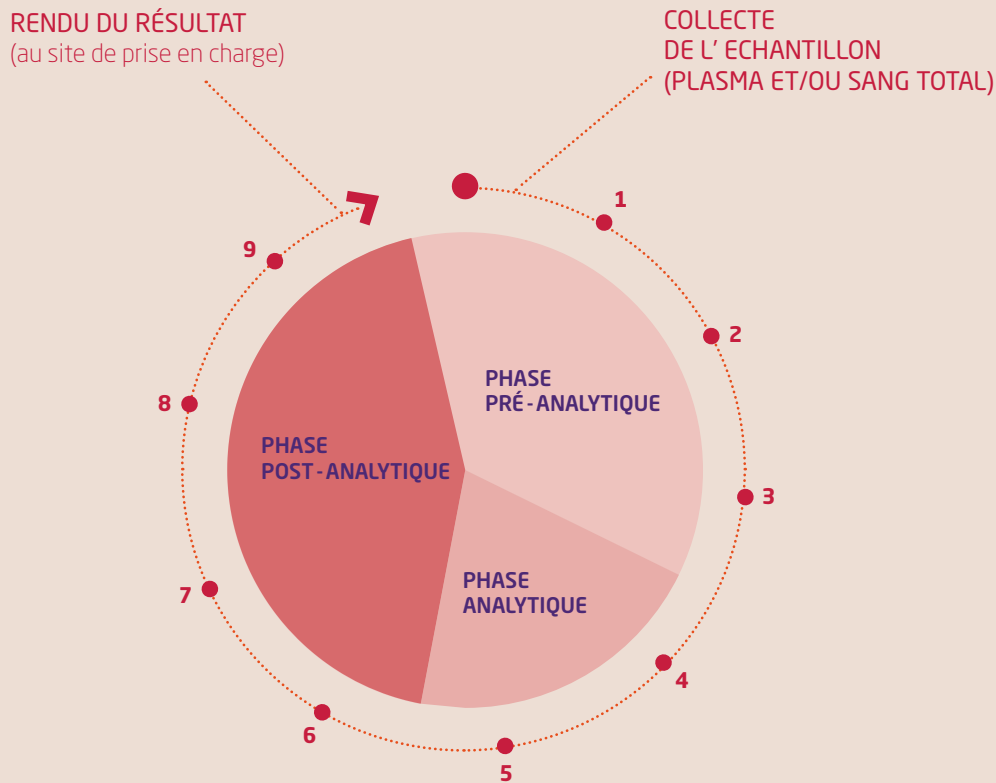 RENDU DU RÉSULTAT
(au site de prise en charge)
COLLECTE
DE L' ECHANTILLON
(PLASMA ET/OU SANG TOTAL)
1
2
3
4
5
6
7
8
9
PHASE
PRÉ-ANALYTIQUE
PHASE
ANALYTIQUE
PHASE
POST-ANALYTIQUE